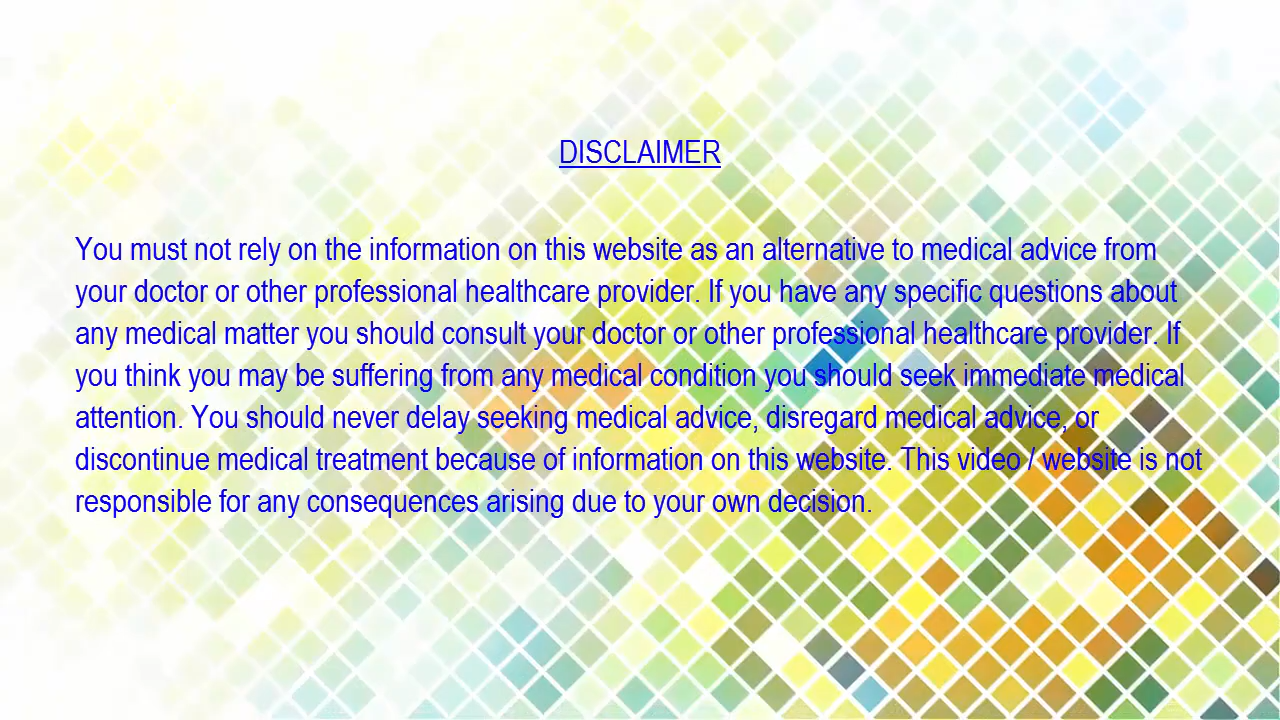 DISCLAIMER
You must not rely on the information on this website as an alternative to medical advice from
your doctor or other professional healthcare provider. If you have any specific questions about
any medical matter you should consult your doctor or other professional healthcare provider. If
you think you may be suffering from any medical condition you should seek immediate medical
attention. You should never delay seeking medical advice, disregard medical advice, or
discontinue medical treatment because of information on this website. This video / website is not
responsible for any consequences arising due to your own decision.